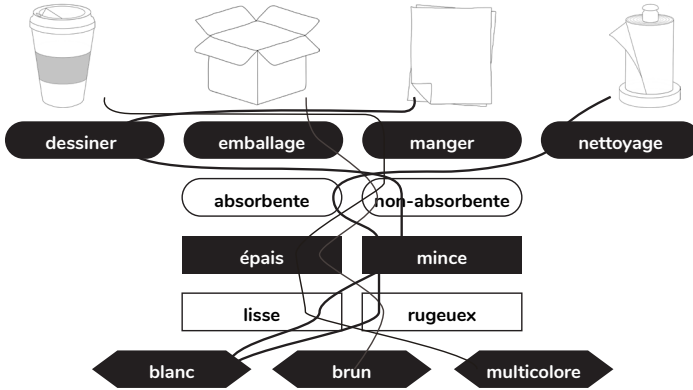 dessiner emballage manger nettoyage
absorbente non-absorbente
épais mince
lisse rugeuex
blanc brun multicolore